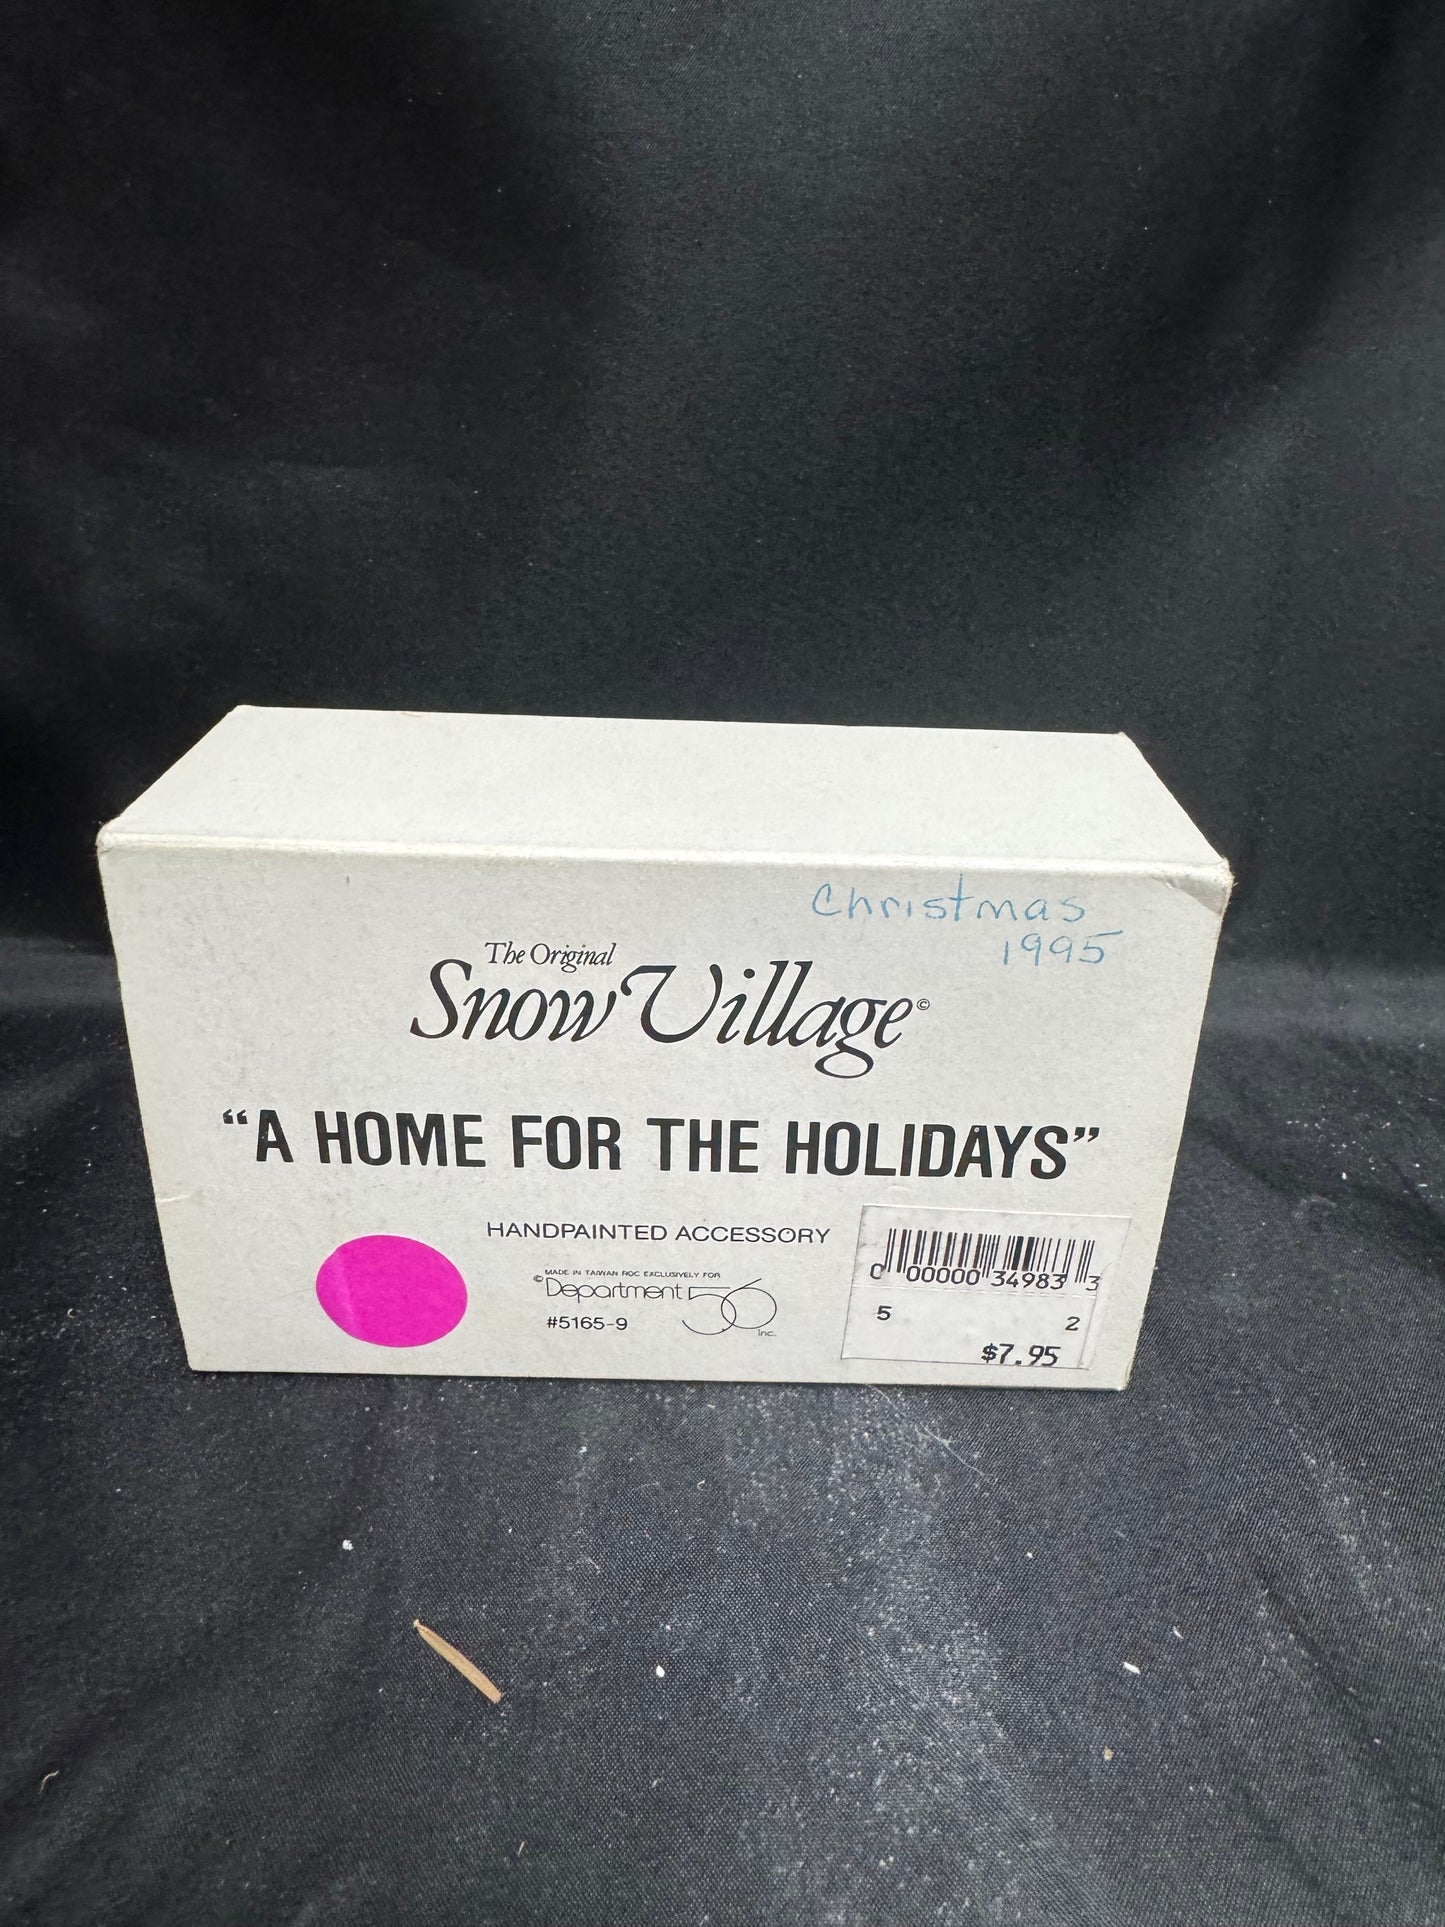 Christmas
1995
The Original
Snow Village©
“A HOME FOR THE HOLIDAYS”
HANDPAINTED ACCESSORY
MADE IN TAIWAN ROC EXCLUSIVELY FOR
© Department 56 Inc.
#5165-9
0 00000 34983 3
5 2
$7.95